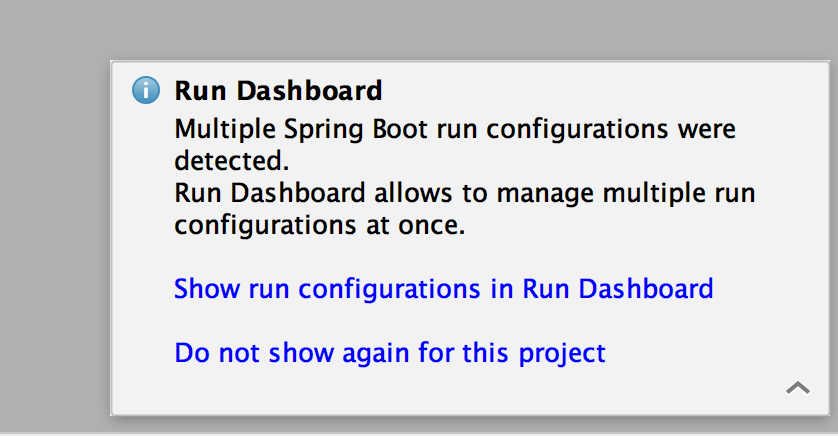 Run Dashboard
Multiple Spring Boot run configurations were
detected.
Run Dashboard allows to manage multiple run
configurations at once.
Show run configurations in Run Dashboard
Do not show again for this project